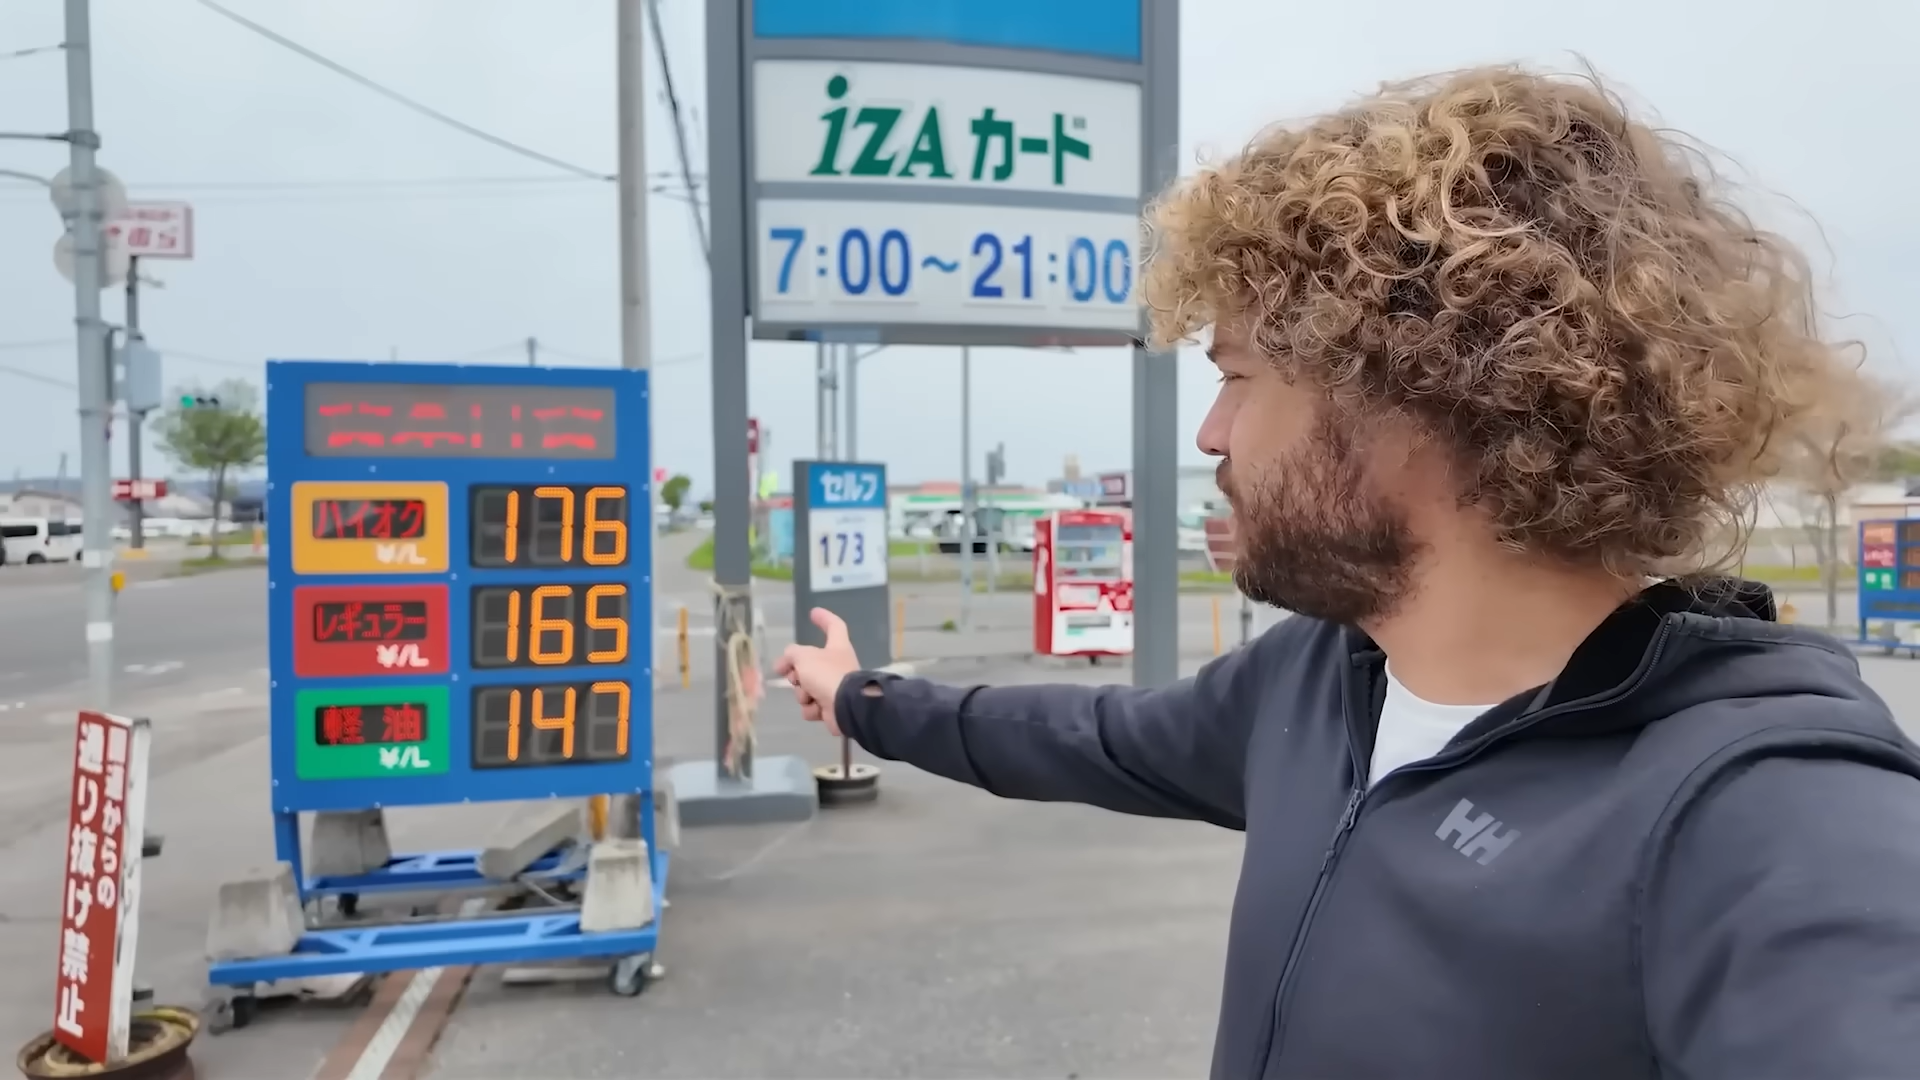 iZA カード
7:00~21:00
ハイオク
¥/L
176
レギュラー
¥/L
165
軽油
¥/L
147
セルフ
173
国道からの
通り抜け禁止
HH